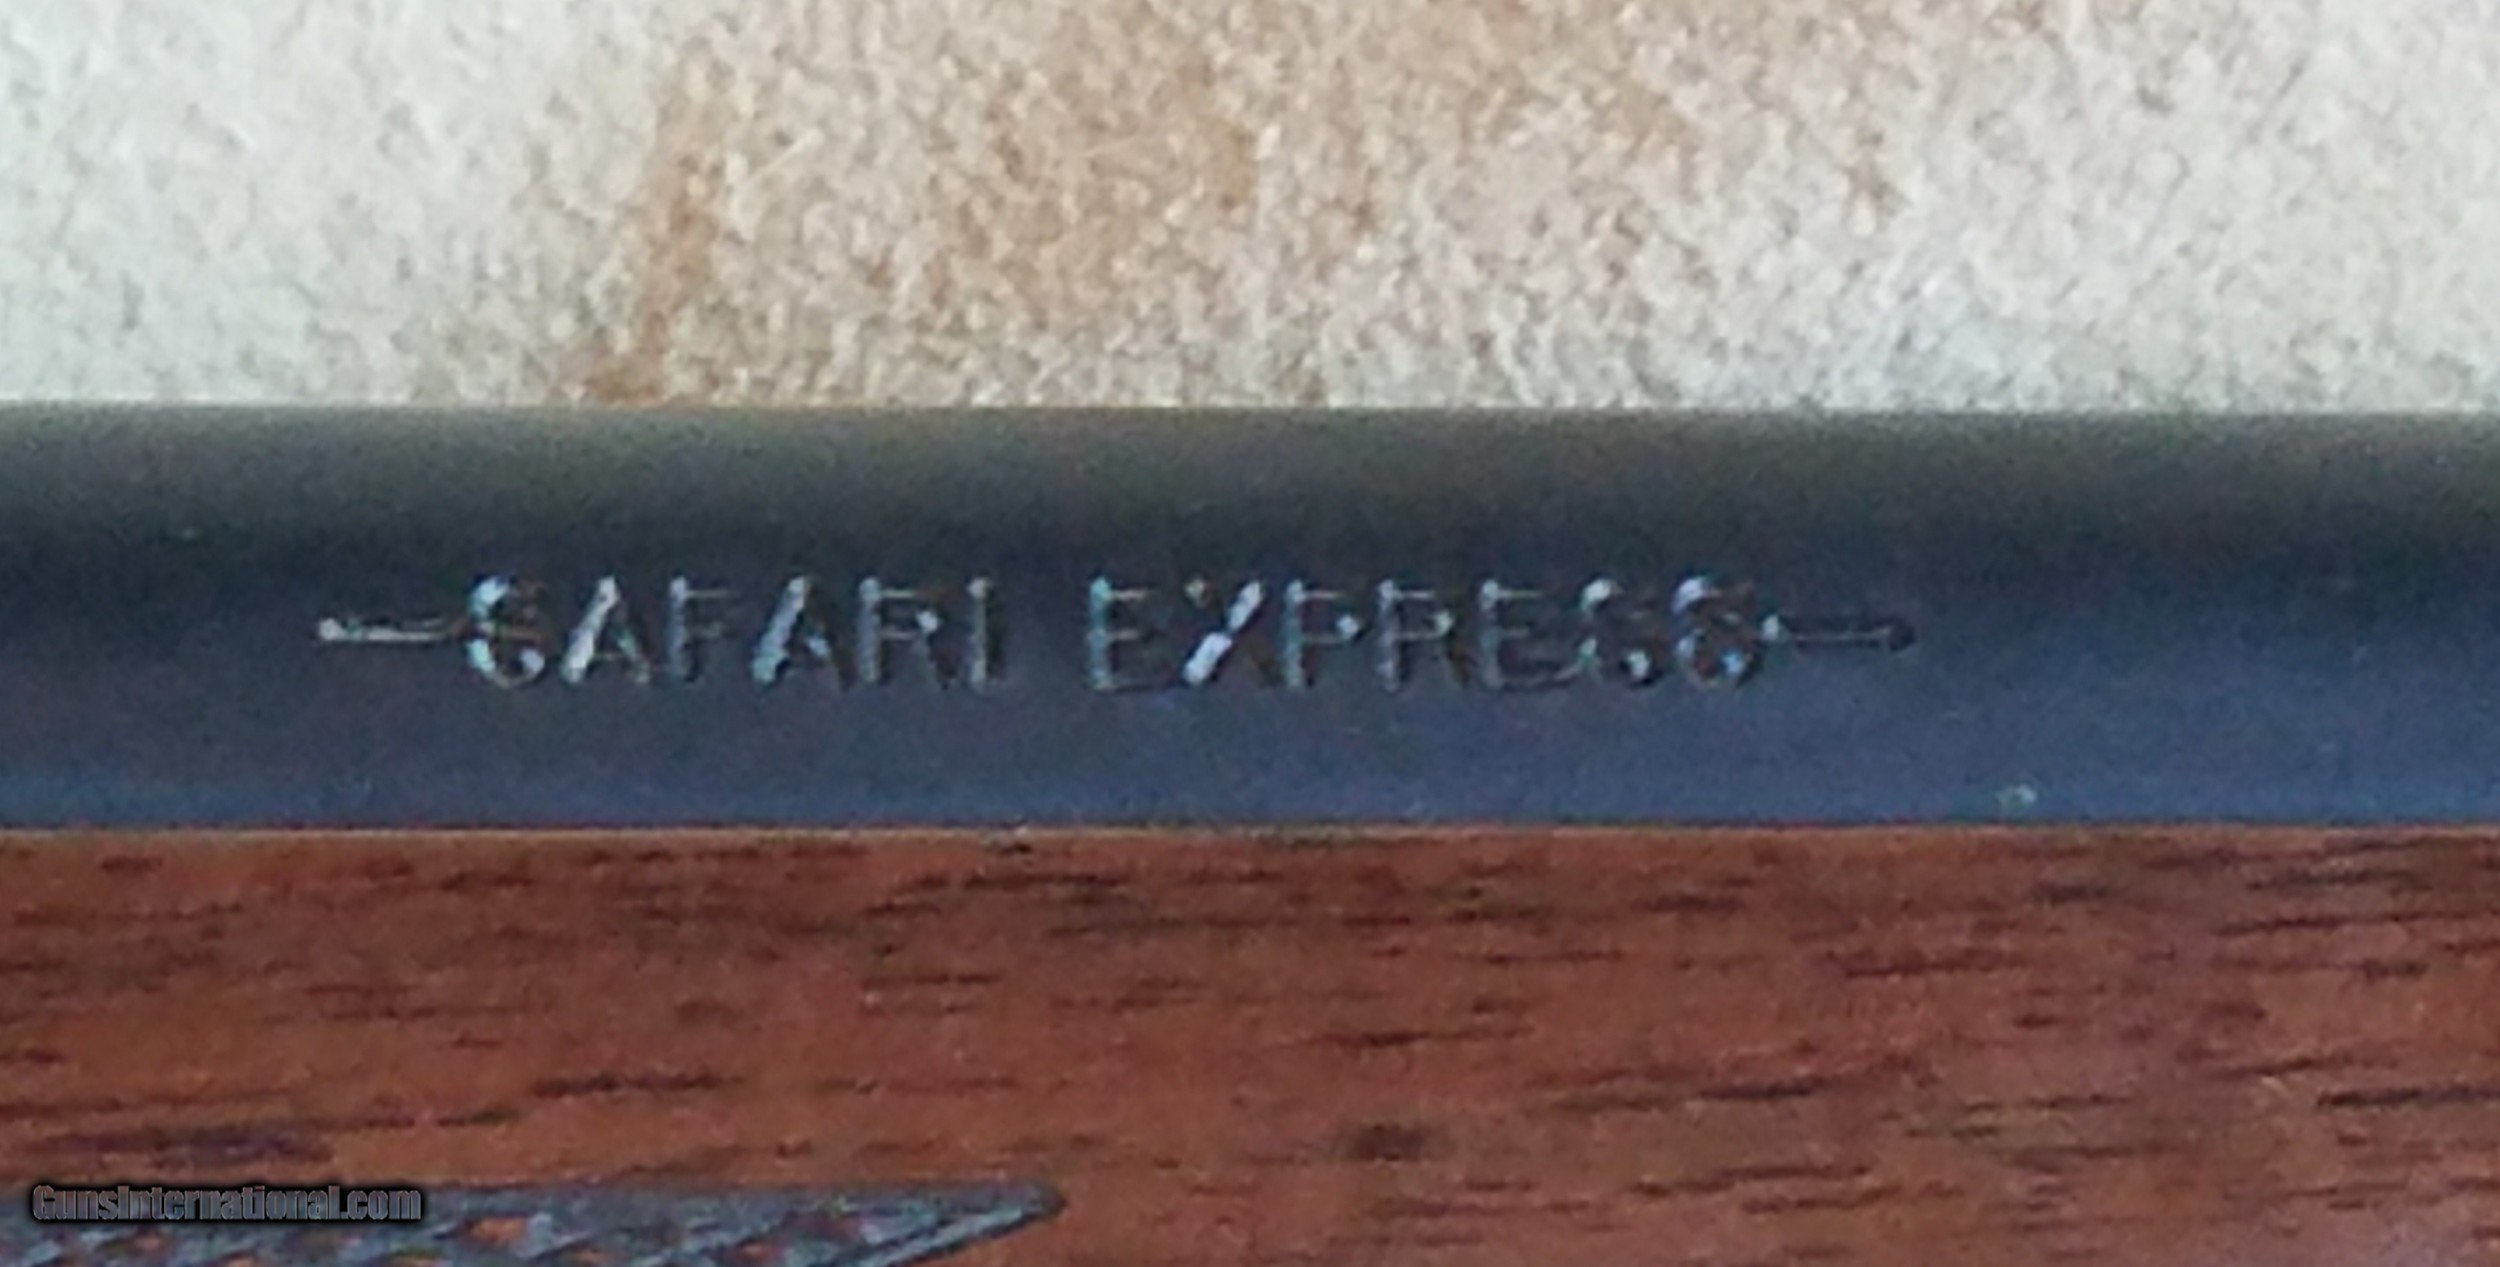 -SAFARI EXPRESS-
GunsInternational.com